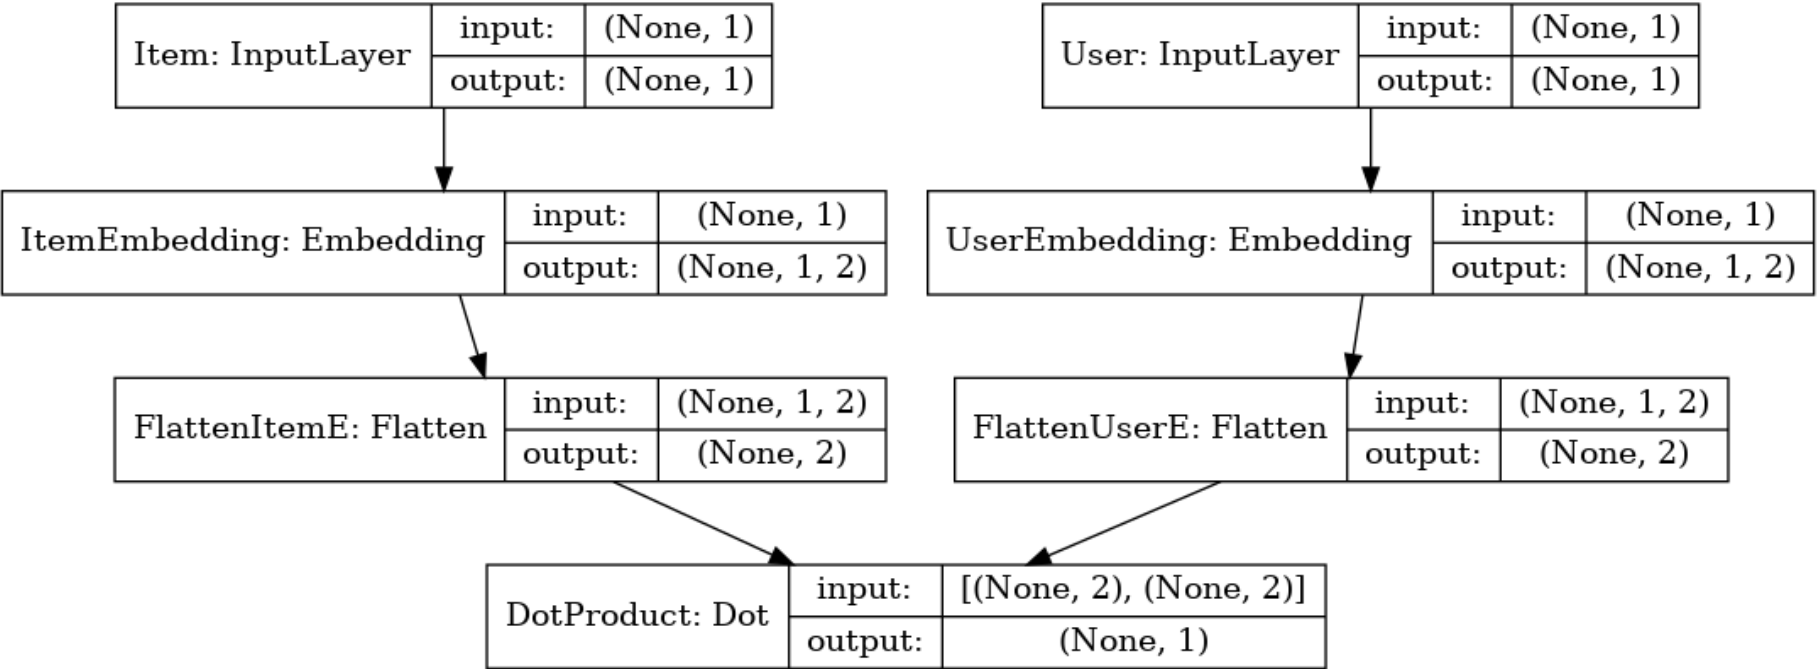 Item: InputLayer
input: (None, 1)
output: (None, 1)
User: InputLayer
input: (None, 1)
output: (None, 1)
ItemEmbedding: Embedding
input: (None, 1)
output: (None, 1, 2)
UserEmbedding: Embedding
input: (None, 1)
output: (None, 1, 2)
FlattenItemE: Flatten
input: (None, 1, 2)
output: (None, 2)
FlattenUserE: Flatten
input: (None, 1, 2)
output: (None, 2)
DotProduct: Dot
input: [(None, 2), (None, 2)]
output: (None, 1)